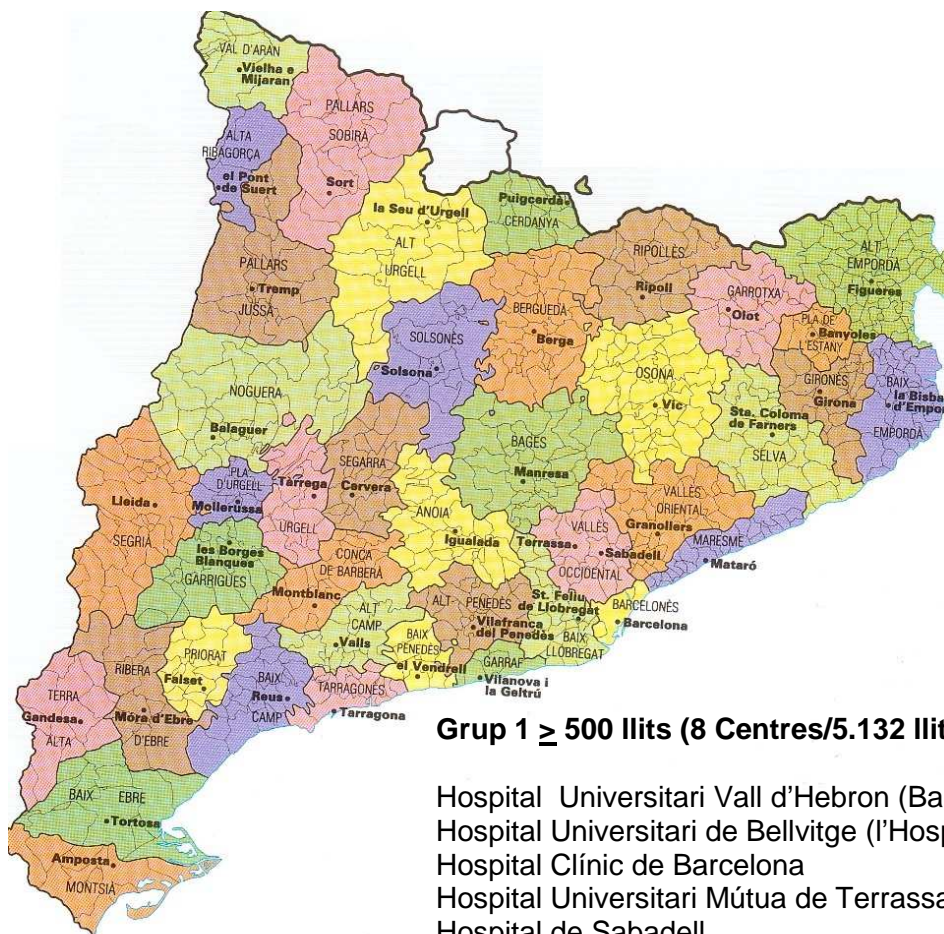 VAL D'ARAN
Vielha e
Mijaran
PALLARS
SOBIRÀ
Sort
ALTA
RIBAGORÇA
el Pont
de Suert
la Seu d'Urgell
ALT
URGELL
Puigcerdà
CERDANYA
PALLARS
Tremp
JUSSÀ
RIPOLLÈS
Ripoll
GARROTXA
Olot
ALT
EMPORDÀ
Figueres
PLA DE
Banyoles
L'ESTANY
BERGUEDÀ
Berga
SOLSONÈS
Solsona
OSONA
Vic
GIRONÈS
Girona
BAIX
la Bisba
d'Empor
EMPORDÀ
NOGUERA
Balaguer
Sta. Coloma
de Farners
SELVA
BAGES
Manresa
SEGARRA
Cervera
Tàrrega
URGELL
PLA
D'URGELL
Mollerussa
Lleida
SEGRIÀ
les Borges
Blanques
GARRIGUES
ANOIA
Igualada
VALLÈS
ORIENTAL
Granollers
Terrassa
VALLÈS
Sabadell
OCCIDENTAL
MARESME
Mataró
CONCA
DE BARBERÀ
Montblanc
ALT
CAMP
Valls
ALT PENEDÈS
Vilafranca
del Penedès
St. Feliu
de Llobregat
BAIX
LLOBREGAT
BARCELONÈS
Barcelona
BAIX
PENEDÈS
el Vendrell
GARRAF
Vilanova i
la Geltrú
PRIORAT
Falset
RIBERA
Móra d'Ebre
D'EBRE
BAIX
Reus
CAMP
TARRAGONÈS
Tarragona
TERRA
Gandesa
ALTA
BAIX EBRE
Tortosa
Amposta
MONTSIÀ
Grup 1 ≥ 500 llits (8 Centres/5.132 llit
Hospital Universitari Vall d'Hebron (Ba
Hospital Universitari de Bellvitge (l'Hosp
Hospital Clínic de Barcelona
Hospital Universitari Mútua de Terrassa
Hospital de Sabadell